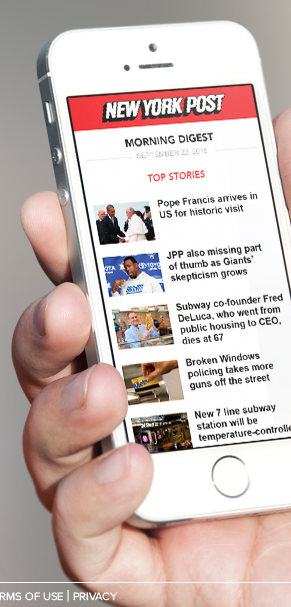 NEW YORK POST
MORNING DIGEST
SEPTEMBER 22, 2015
TOP STORIES
Pope Francis arrives in
US for historic visit
JPP also missing part
of thumb as Giants'
skepticism grows
Subway co-founder Fred
DeLuca, who went from
public housing to CEO,
dies at 67
Broken Windows
policing takes more
guns off the street
New 7 line subway
station will be
temperature-controlle
RMS OF USE | PRIVACY